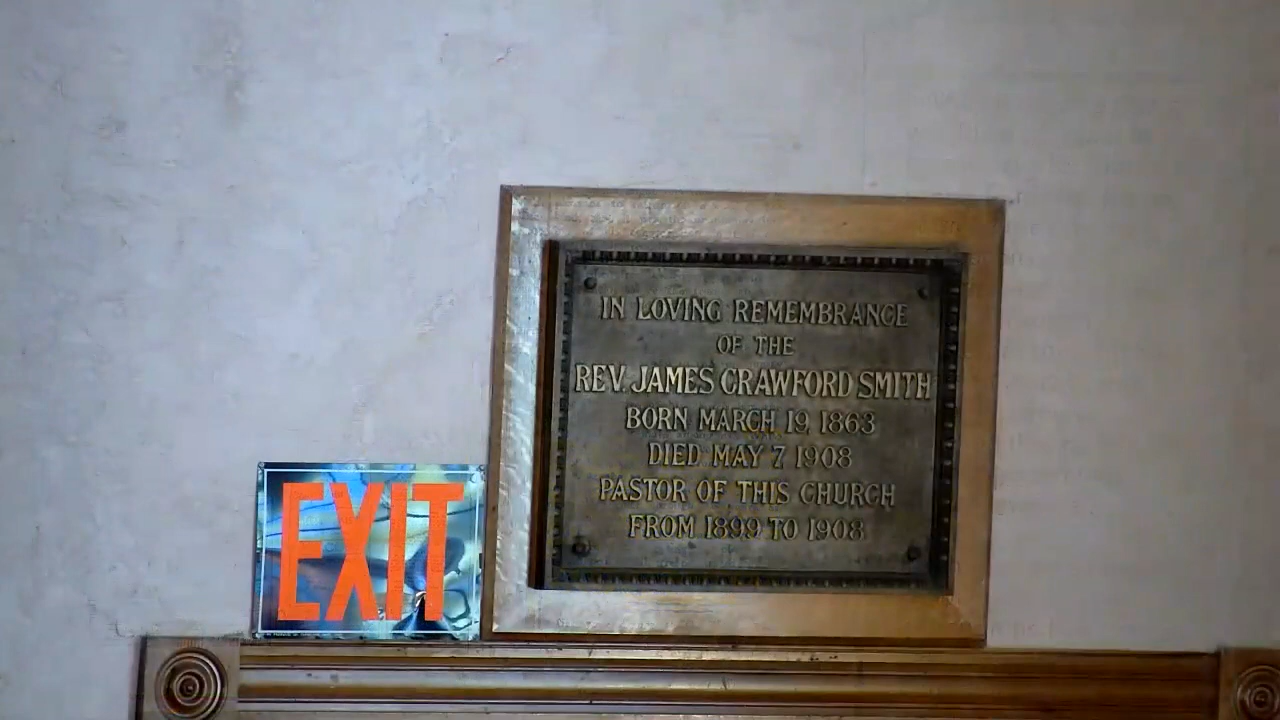 IN LOVING REMEMBRANCE
OF THE
REV. JAMES CRAWFORD SMITH
BORN MARCH 19, 1863
DIED MAY 7, 1908
PASTOR OF THIS CHURCH
FROM 1899 TO 1908
EXIT